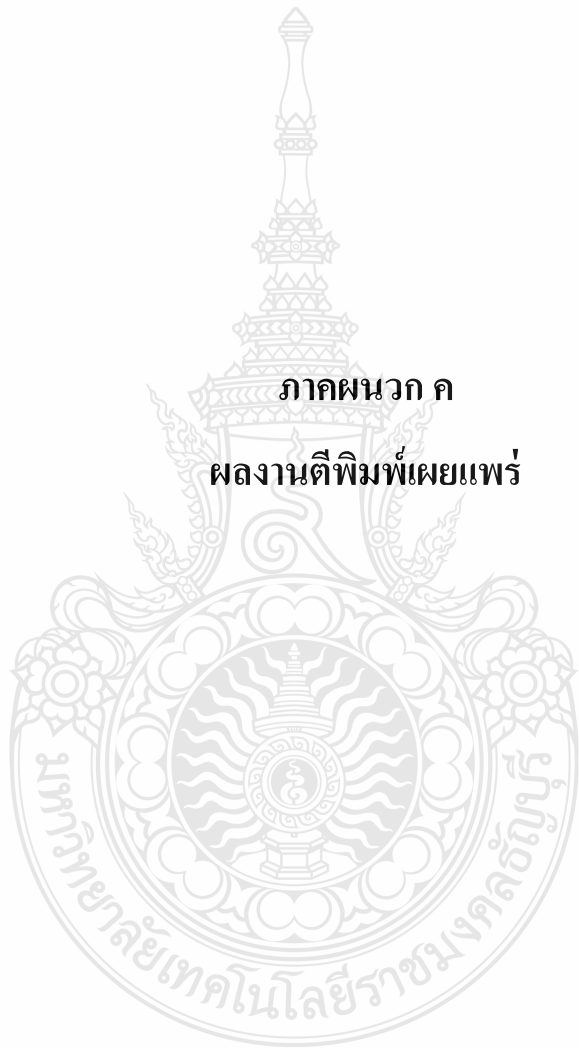 ภาคผนวก ค
ผลงานตีพิมพ์เผยแพร่
มหาวิทยาลัยเทคโนโลยีราชมงคลธัญบุรี